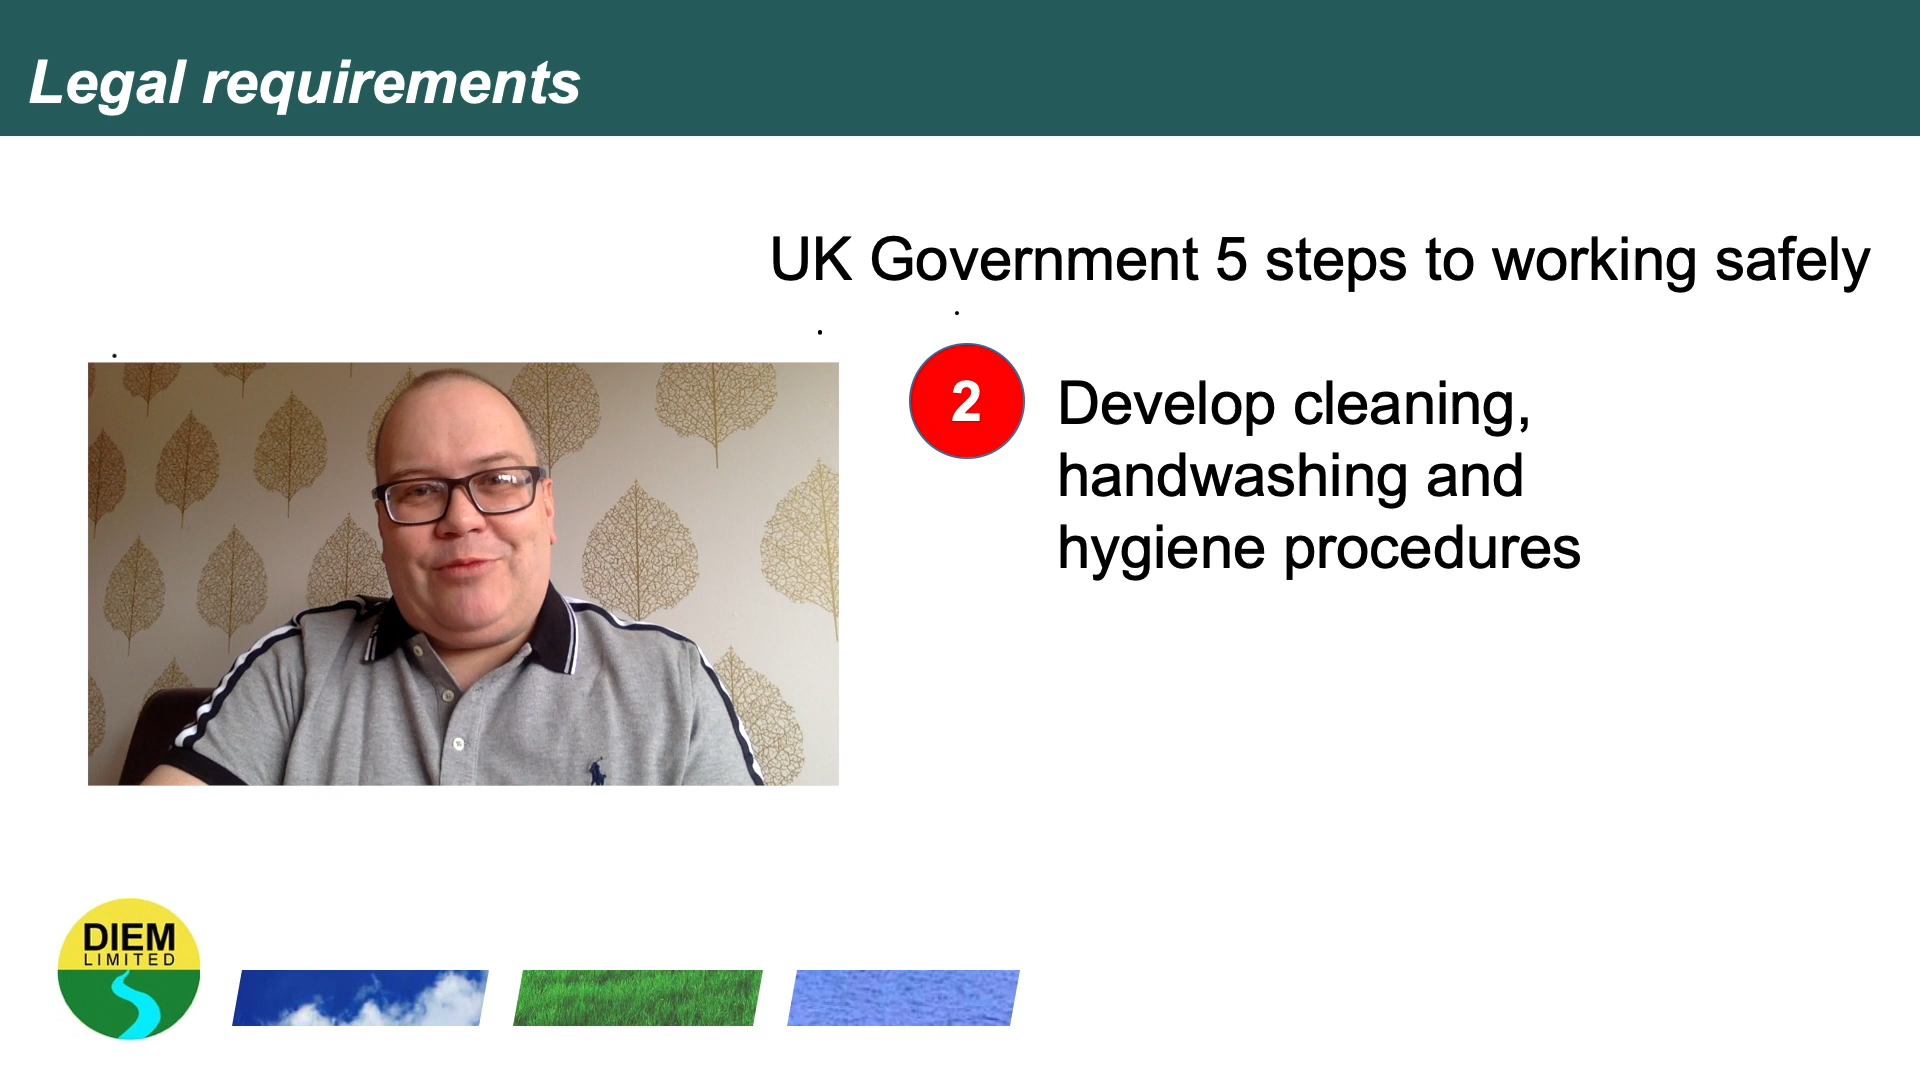 Legal requirements
UK Government 5 steps to working safely
2
Develop cleaning,
handwashing and
hygiene procedures
DIEM
LIMITED